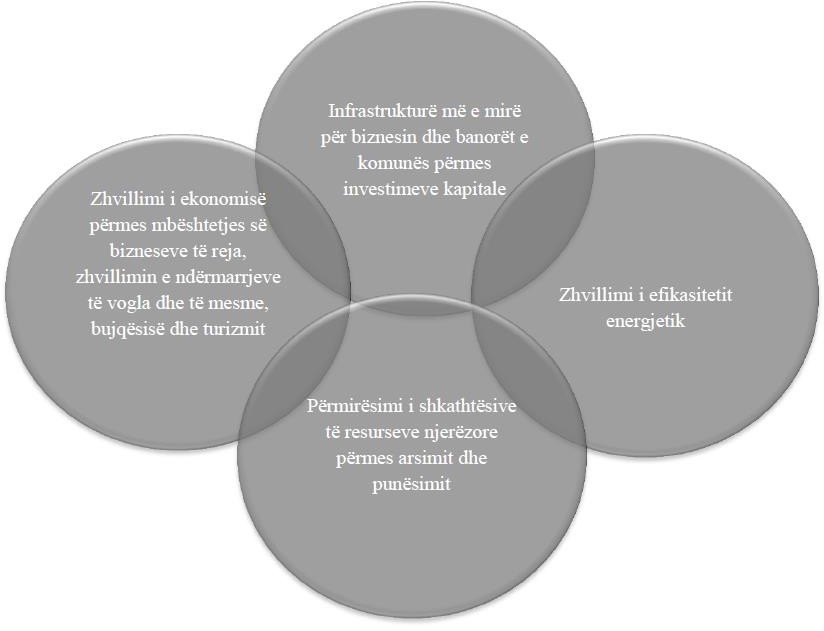 Infrastrukturë më e mirë
për biznesin dhe banorët e
komunës përmes
investimeve kapitale
Zhvillimi i ekonomisë
përmes mbështetjes së
bizneseve të reja,
zhvillimin e ndërmarrjeve
të vogla dhe të mesme,
bujqësisë dhe turizmit
Zhvillimi i efikasitetit
energjetik
Përmirësimi i shkathtësive
të resurseve njerëzore
përmes arsimit dhe
punësimit